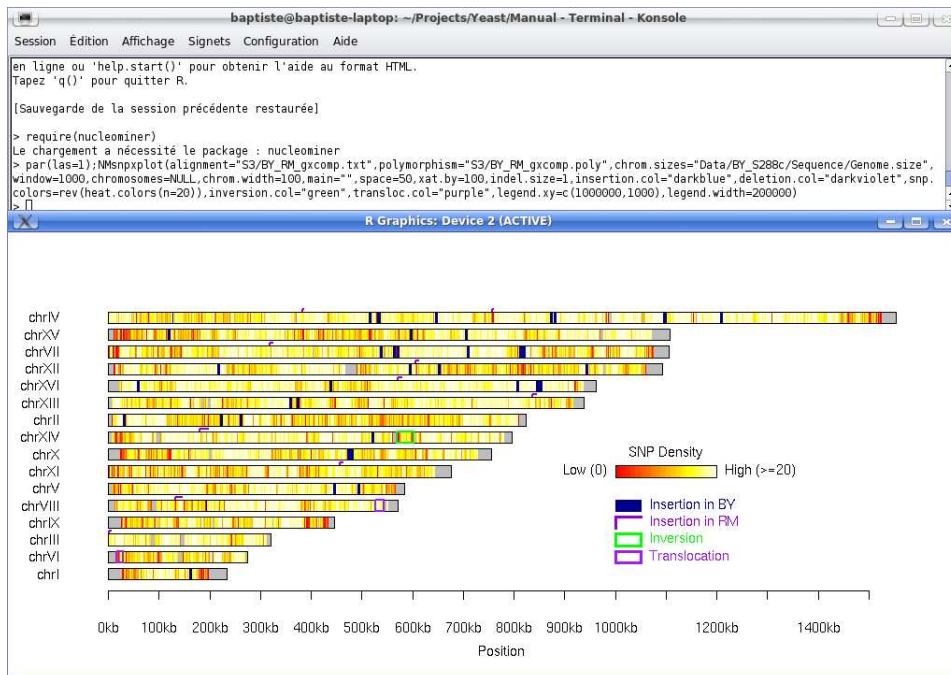 baptiste@baptiste-laptop: ~/Projects/Yeast/Manual - Terminal - Konsole
Session Édition Affichage Signets Configuration Aide
en ligne ou 'help.start()' pour obtenir l'aide au format HTML.
Tapez 'q()' pour quitter R.
[Sauvegarde de la session précédente restaurée]
> require(nucleominer)
Le chargement a nécessité le package : nucleominer
> par(las=1);NMsnpxplot(alignment="S3/BY_RM_gxcomp.txt",polymorphism="S3/BY_RM_gxcomp.poly",chrom.sizes="Data/BY_S288c/Sequence/Genome.size",
window=1000,chromosomes=NULL,chrom.width=100,main="",space=50,xat.by=100,indel.size=1,insertion.col="darkblue",deletion.col="darkviolet",snp.
colors=rev(heat.colors(n=20)),inversion.col="green",transloc.col="purple",legend.xy=c(1000000,1000),legend.width=200000)
>
R Graphics: Device 2 (ACTIVE)
chrIV
chrXV
chrVII
chrXII
chrXVI
chrXIII
chrII
chrXIV
chrX
chrXI
chrV
chrVIII
chrIX
chrIII
chrVI
chrI
SNP Density
Low (0) High (>=20)
Insertion in BY
Insertion in RM
Inversion
Translocation
0kb 100kb 200kb 300kb 400kb 500kb 600kb 700kb 800kb 900kb 1000kb 1200kb 1400kb
Position